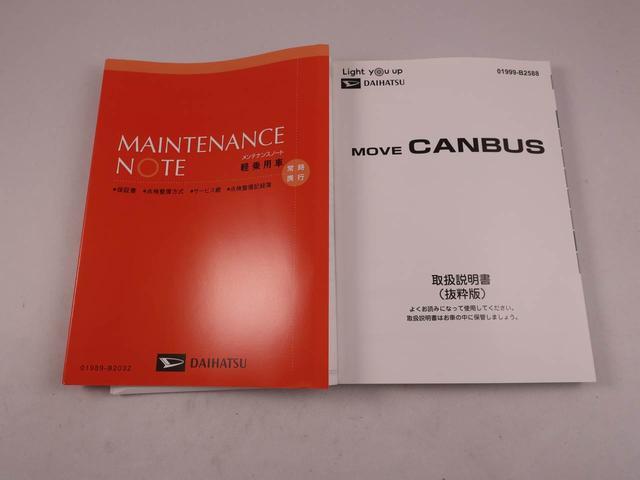 MAINTENANCE
NOTE
メンテナンスノート
軽乗用車
常時
携行
●保証書 ●点検整備方式 ●サービス網 ●点検整備記録簿
DAIHATSU
01989-B2032
Light you up
DAIHATSU
01999-B2588
MOVE CANBUS
取扱説明書
（抜粋版）
よくお読みになって使用してください。
取扱説明書はお車の中に保管しましょう。